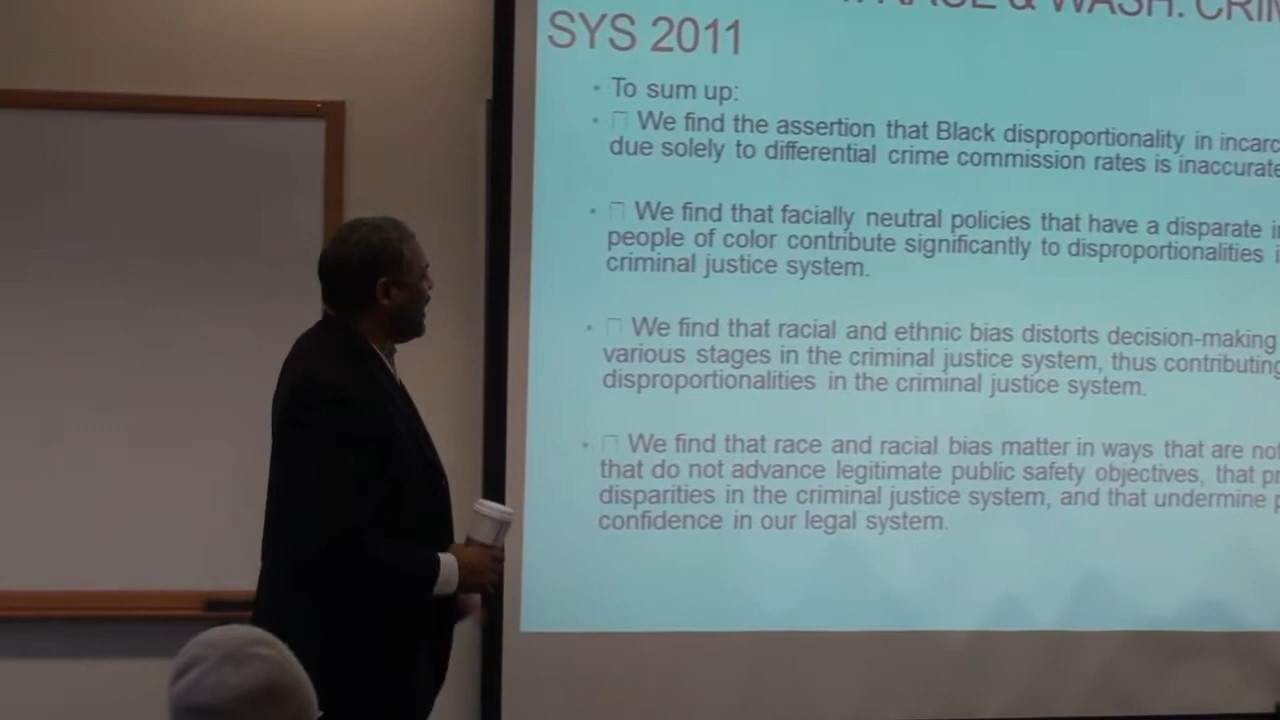 RACE & WASH. CRIM
SYS 2011
• To sum up:
• We find the assertion that Black disproportionality in incarc
due solely to differential crime commission rates is inaccurate
• We find that facially neutral policies that have a disparate i
people of color contribute significantly to disproportionalities i
criminal justice system.
• We find that racial and ethnic bias distorts decision-making
various stages in the criminal justice system, thus contributing
disproportionalities in the criminal justice system.
• We find that race and racial bias matter in ways that are not
that do not advance legitimate public safety objectives, that pr
disparities in the criminal justice system, and that undermine p
confidence in our legal system.